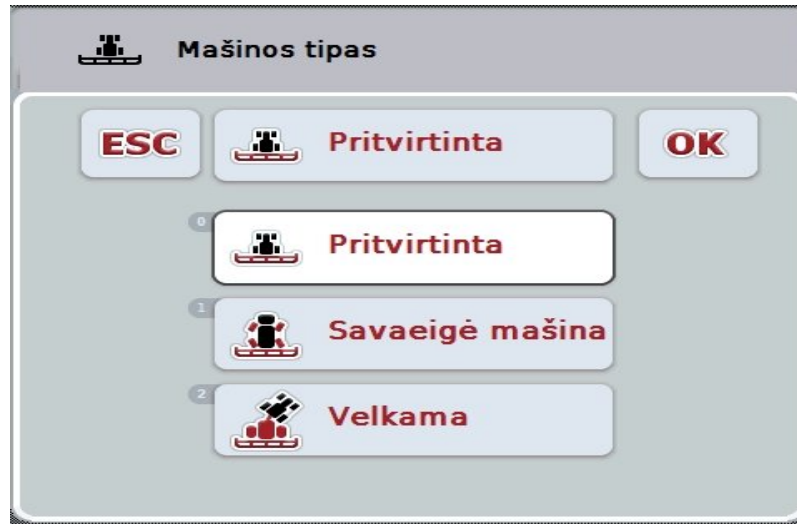 Mašinos tipas
ESC Pritvirtinta OK
0 Pritvirtinta
1 Savaeigė mašina
2 Velkama